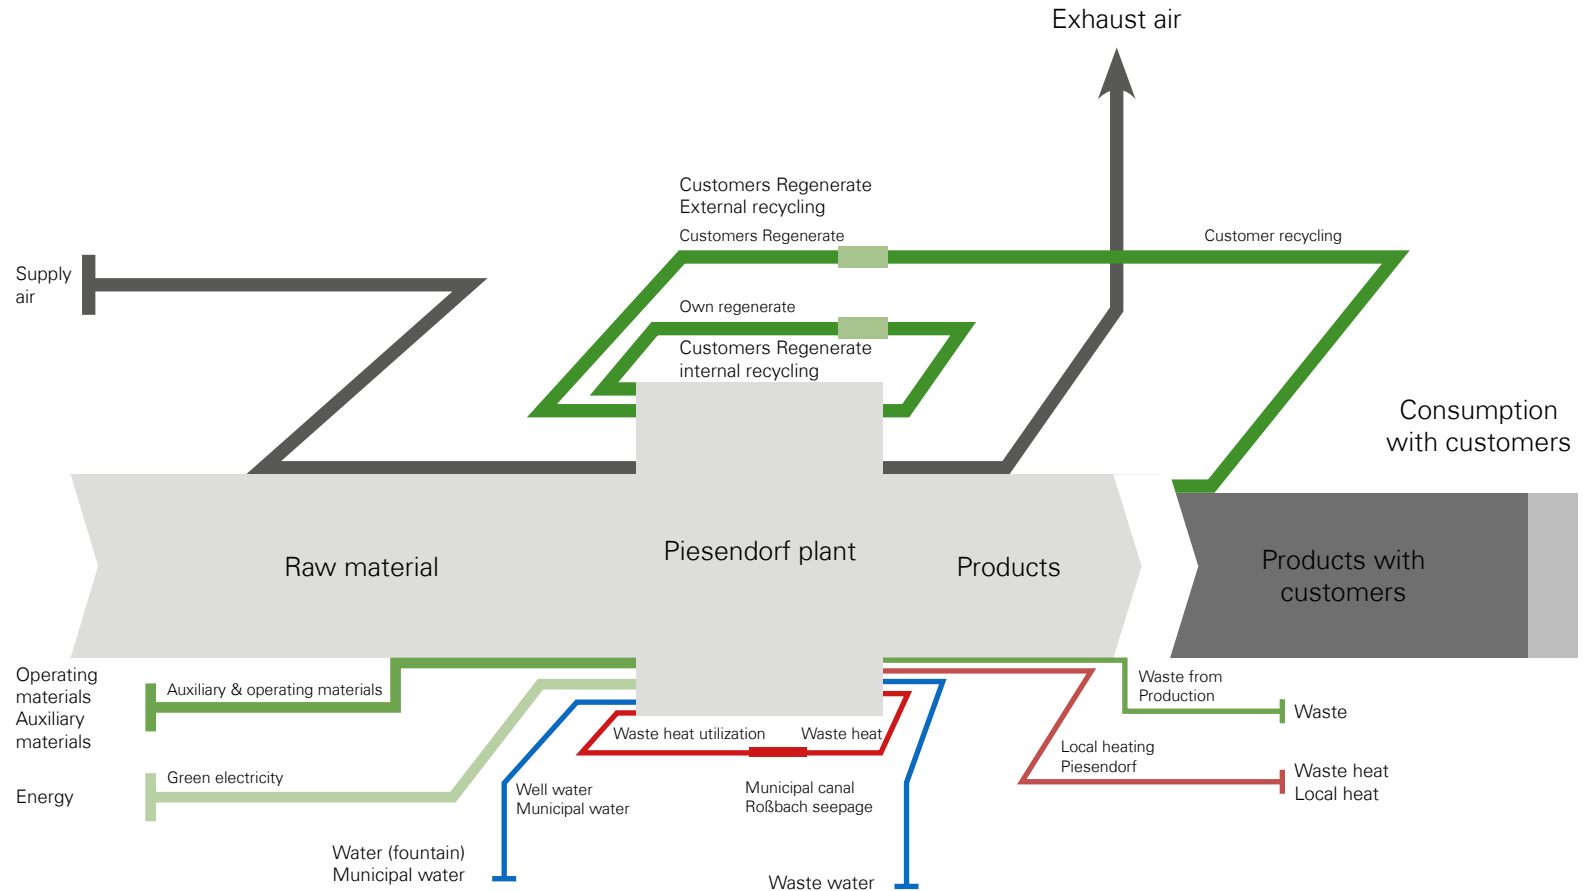 Exhaust air
Customers Regenerate
External recycling
Customers Regenerate
Customer recycling
Supply
air
Own regenerate
Customers Regenerate
internal recycling
Consumption
with customers
Raw material
Piesendorf plant
Products
Products with
customers
Operating
materials
Auxiliary
materials
Auxiliary & operating materials
Waste from
Production
Waste
Waste heat utilization
Waste heat
Local heating
Piesendorf
Waste heat
Local heat
Energy
Green electricity
Well water
Municipal water
Municipal canal
Roßbach seepage
Water (fountain)
Municipal water
Waste water